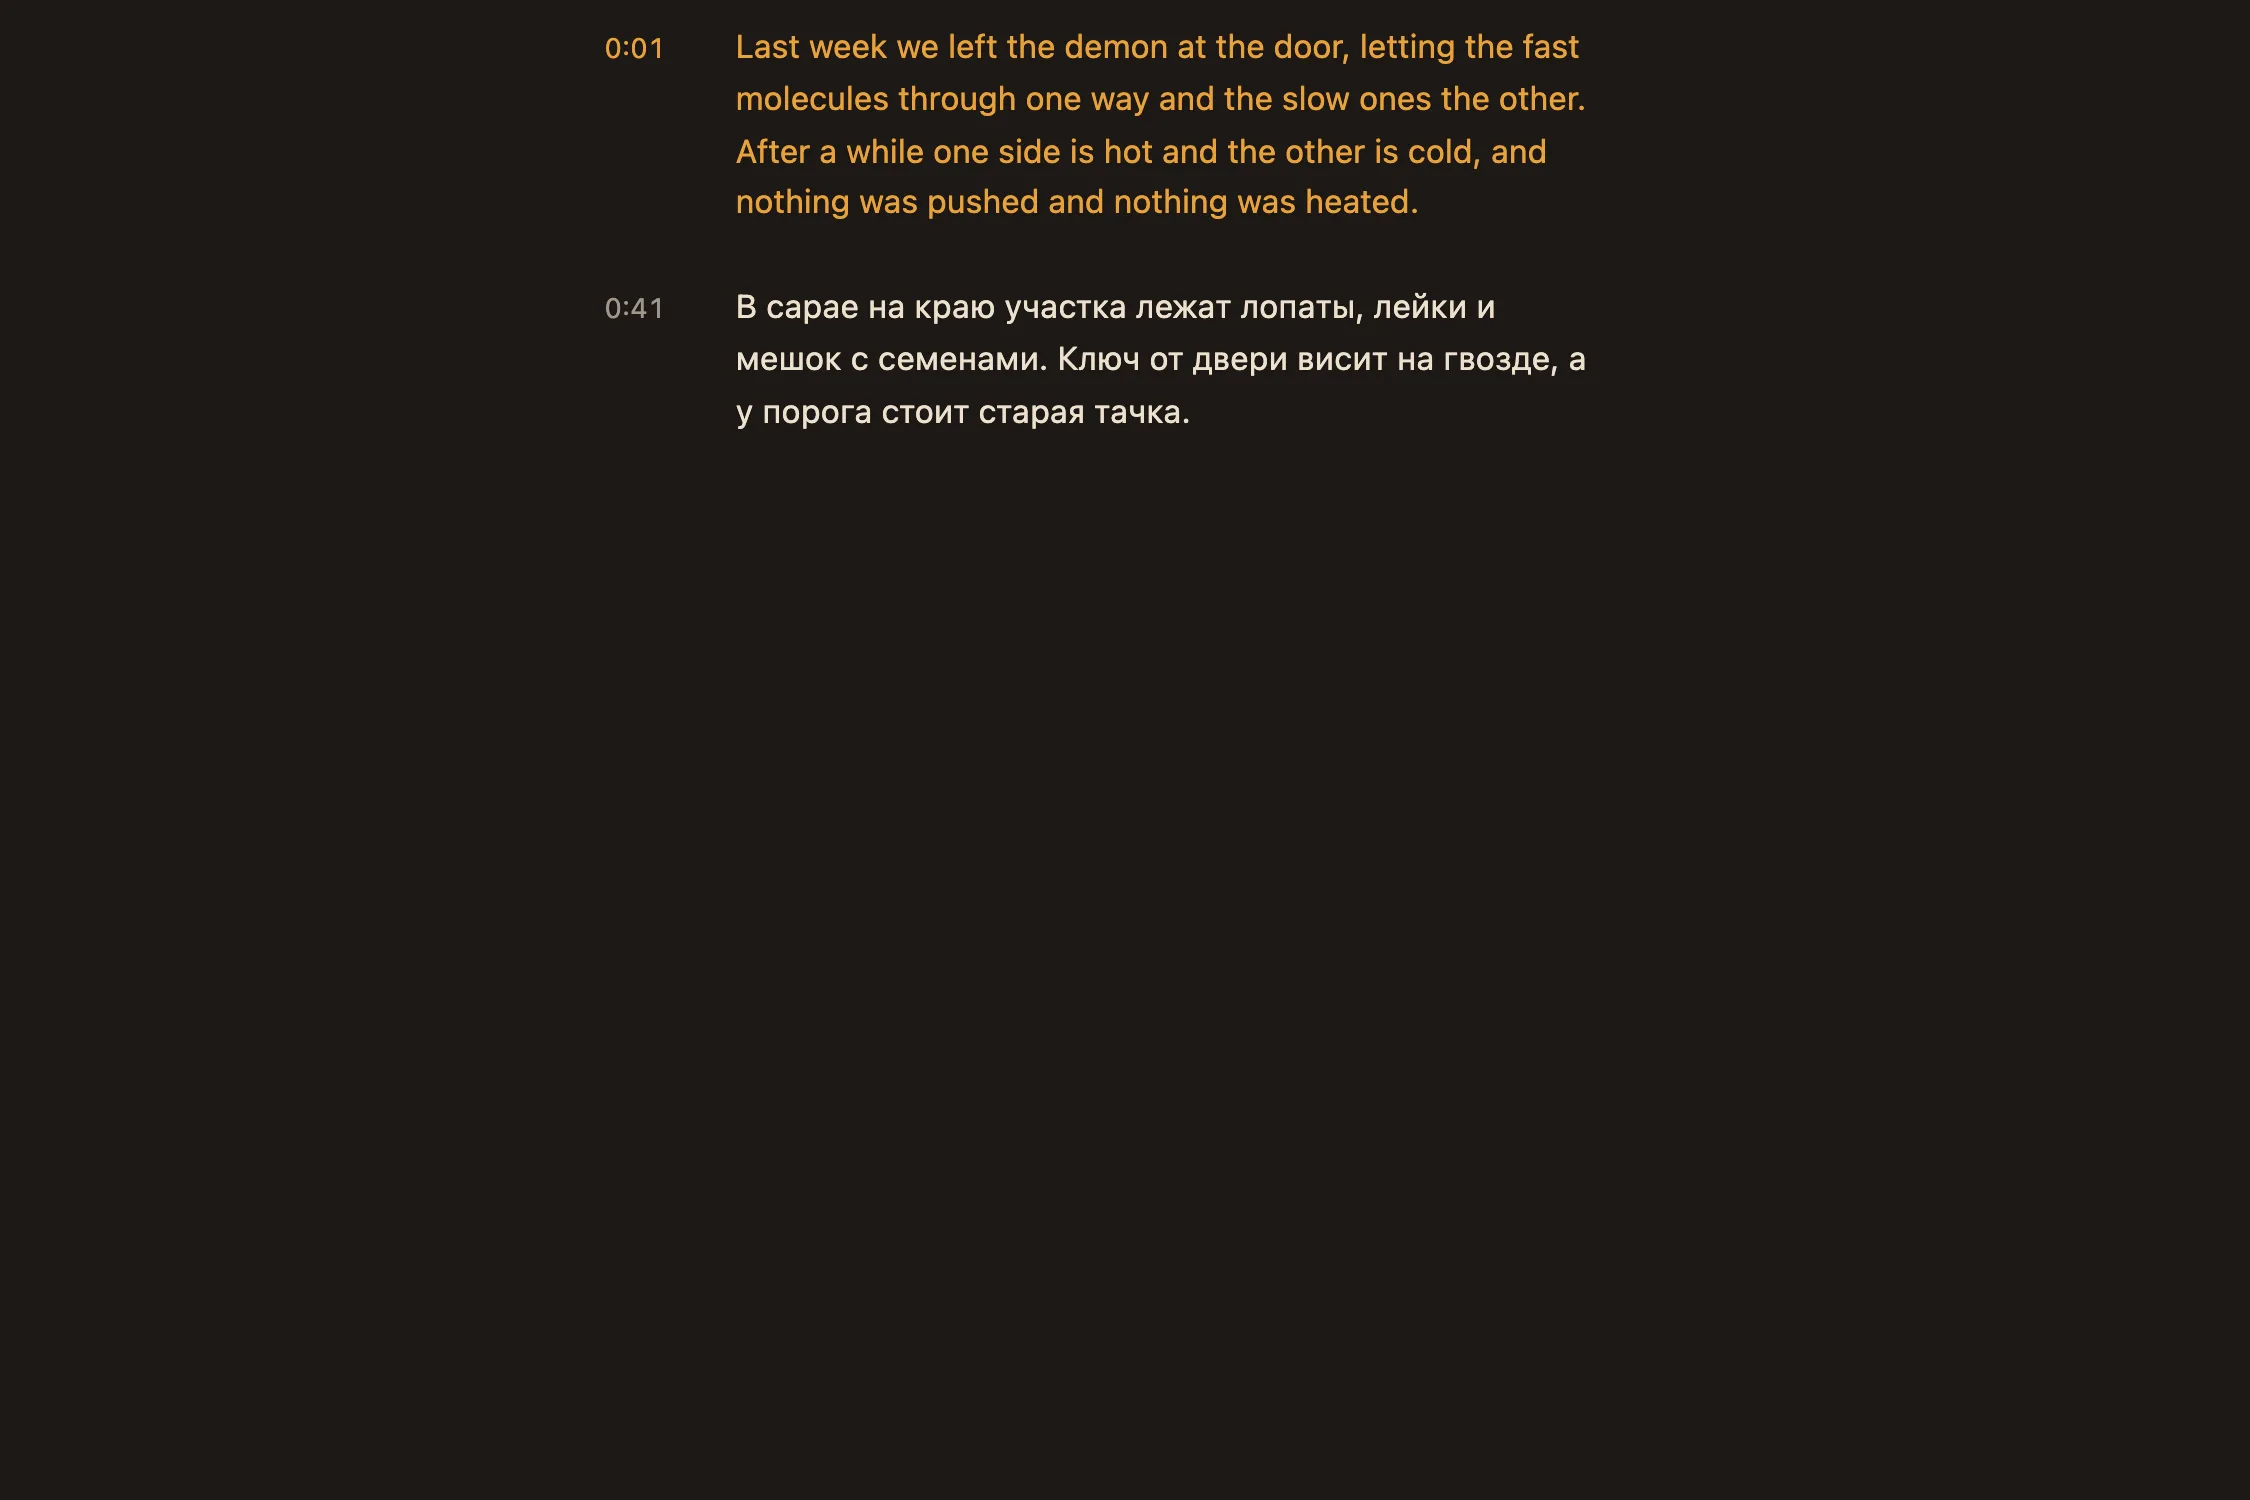 0:01 Last week we left the demon at the door, letting the fast
molecules through one way and the slow ones the other.
After a while one side is hot and the other is cold, and
nothing was pushed and nothing was heated.
0:41 В сарае на краю участка лежат лопаты, лейки и
мешок с семенами. Ключ от двери висит на гвозде, а
у порога стоит старая тачка.